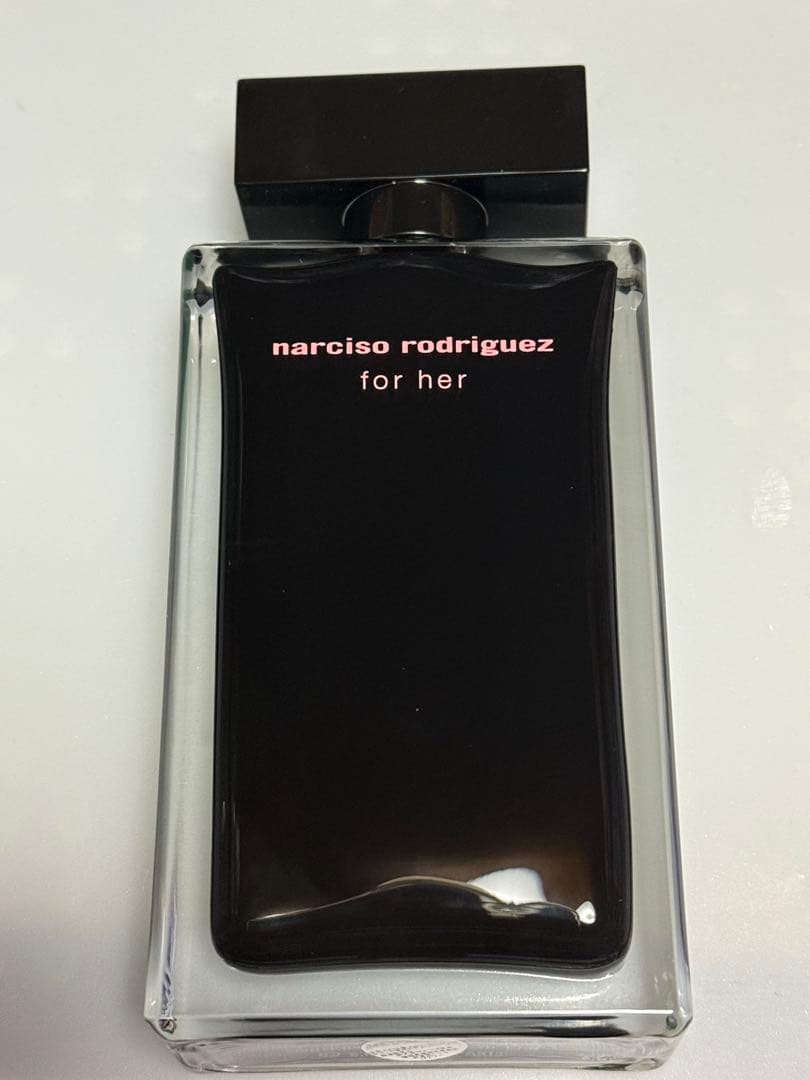 narciso rodriguez
for her